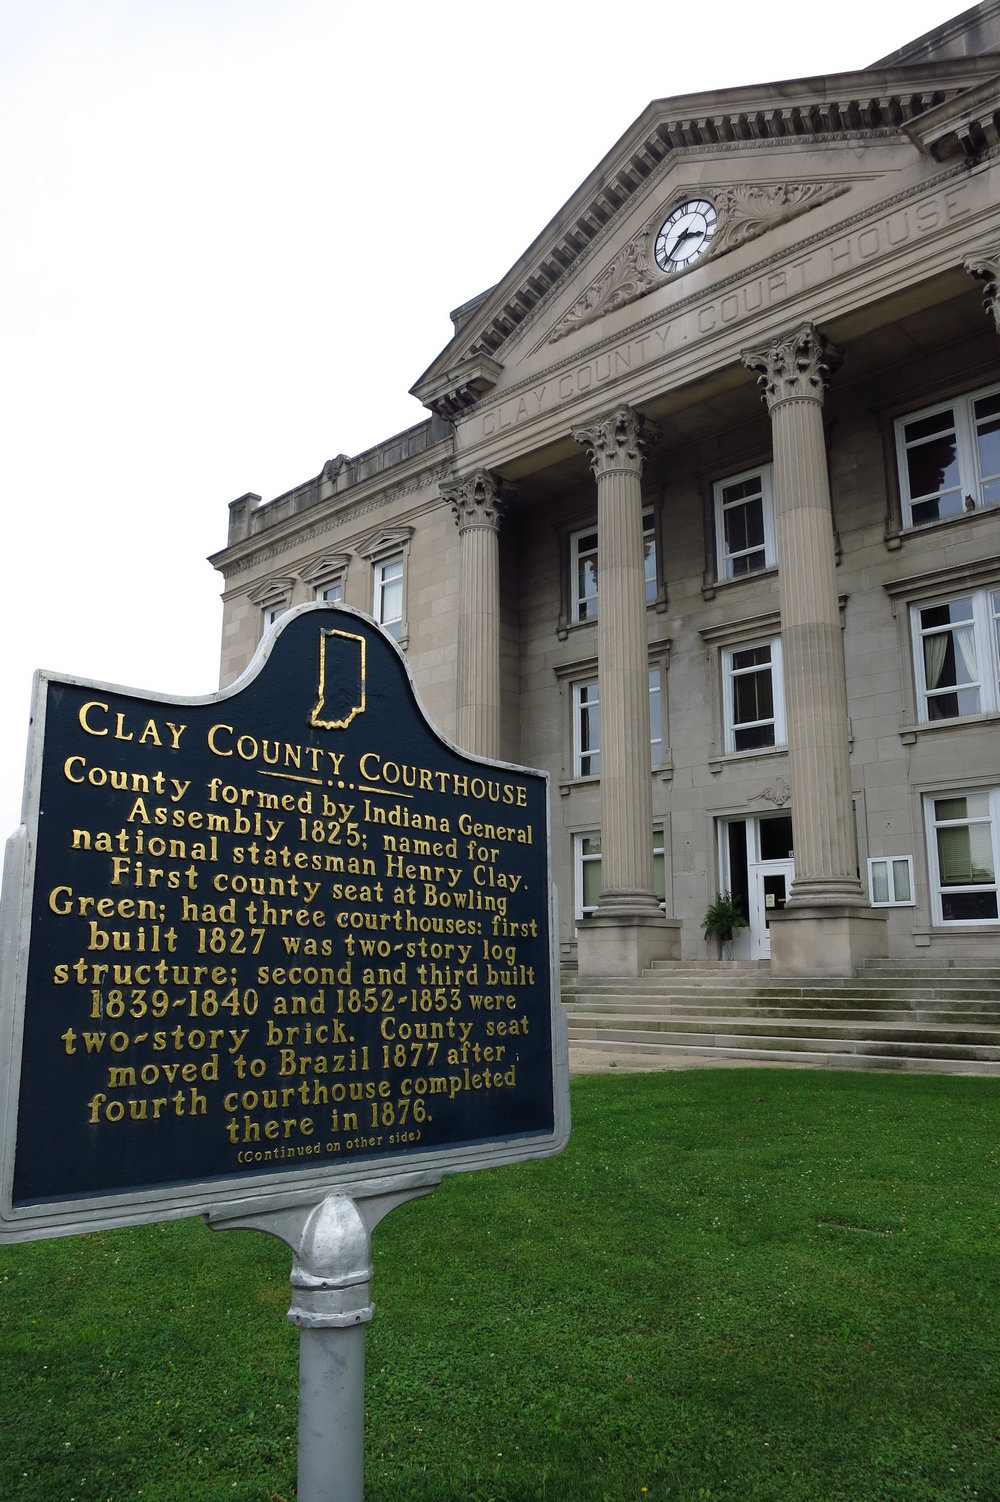 CLAY COUNTY COURT HOUSE
CLAY COUNTY COURTHOUSE
County formed by Indiana General
Assembly 1825; named for
national statesman Henry Clay.
First county seat at Bowling
Green; had three courthouses: first
built 1827 was two-story log
structure; second and third built
1839-1840 and 1852-1853 were
two-story brick. County seat
moved to Brazil 1877 after
fourth courthouse completed
there in 1876.
(Continued on other side)